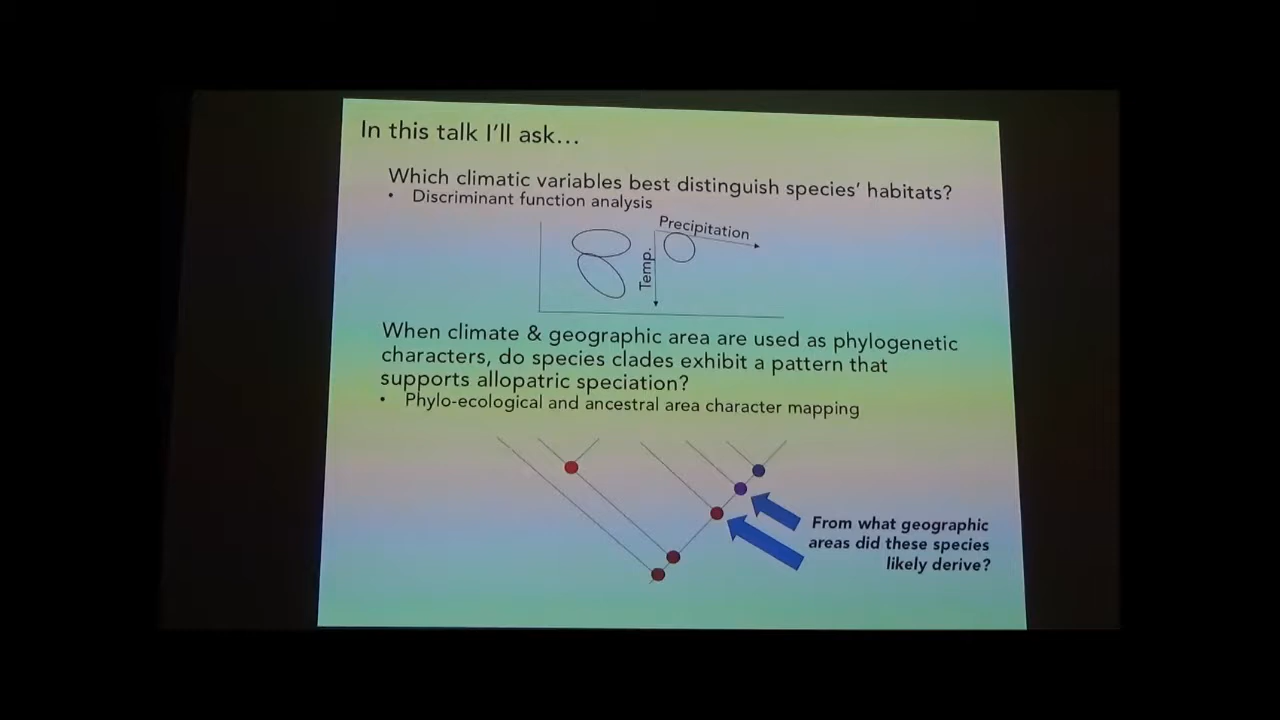 In this talk I'll ask...
Which climatic variables best distinguish species' habitats?
• Discriminant function analysis
Precipitation
Temp.
When climate & geographic area are used as phylogenetic
characters, do species clades exhibit a pattern that
supports allopatric speciation?
• Phylo-ecological and ancestral area character mapping
From what geographic
areas did these species
likely derive?